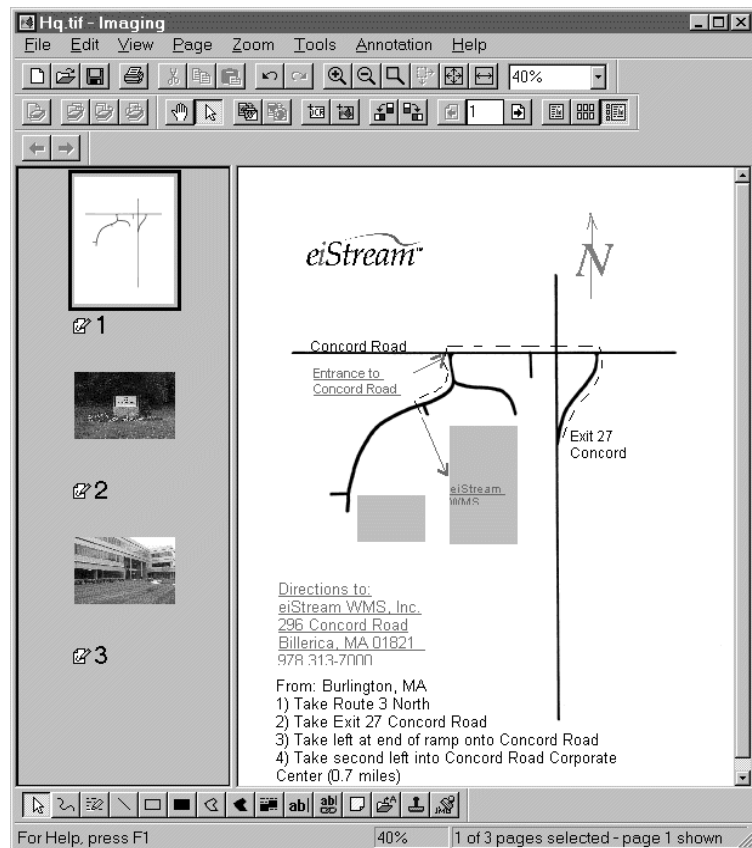 Hq.tif - Imaging
File Edit View Page Zoom Tools Annotation Help
40%
1
1
2
3
eiStream™
N
Concord Road
Entrance to
Concord Road
Exit 27
Concord
eiStream
WMS
Directions to:
eiStream WMS, Inc.
296 Concord Road
Billerica, MA 01821
978 313-7000
From: Burlington, MA
1) Take Route 3 North
2) Take Exit 27 Concord Road
3) Take left at end of ramp onto Concord Road
4) Take second left into Concord Road Corporate
Center (0.7 miles)
For Help, press F1
40%
1 of 3 pages selected - page 1 shown